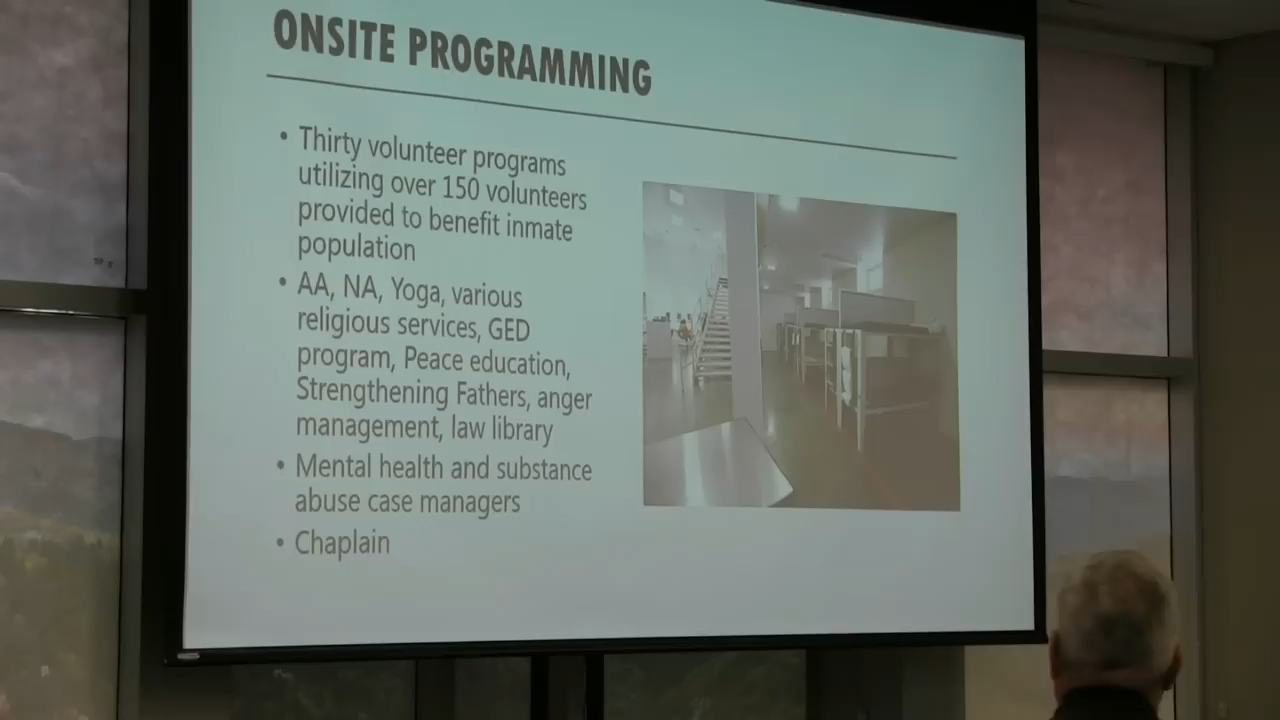 ONSITE PROGRAMMING
• Thirty volunteer programs
utilizing over 150 volunteers
provided to benefit inmate
population
• AA, NA, Yoga, various
religious services, GED
program, Peace education,
Strengthening Fathers, anger
management, law library
• Mental health and substance
abuse case managers
• Chaplain